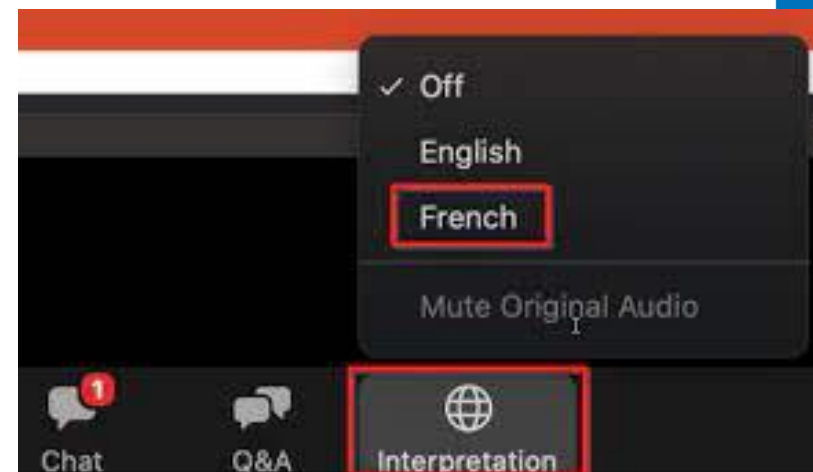 Off
English
French
Mute Original Audio
1
Chat Q&A Interpretation